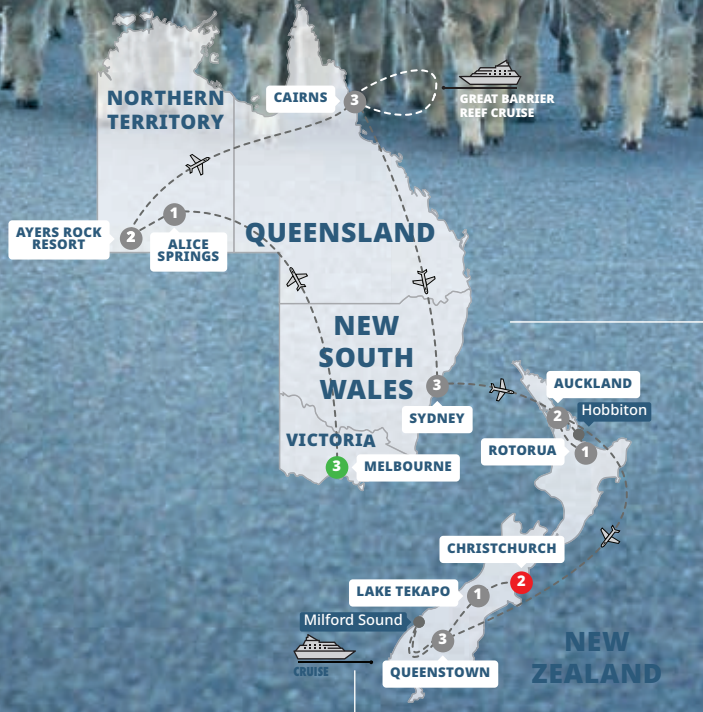 NORTHERN
TERRITORY
CAIRNS
3
GREAT BARRIER
REEF CRUISE
AYERS ROCK
RESORT
2
1
ALICE
SPRINGS
QUEENSLAND
NEW
SOUTH
WALES
3
SYDNEY
VICTORIA
3
MELBOURNE
AUCKLAND
2
Hobbiton
ROTORUA
1
CHRISTCHURCH
2
LAKE TEKAPO
1
Milford Sound
3
CRUISE
QUEENSTOWN
NEW
ZEALAND